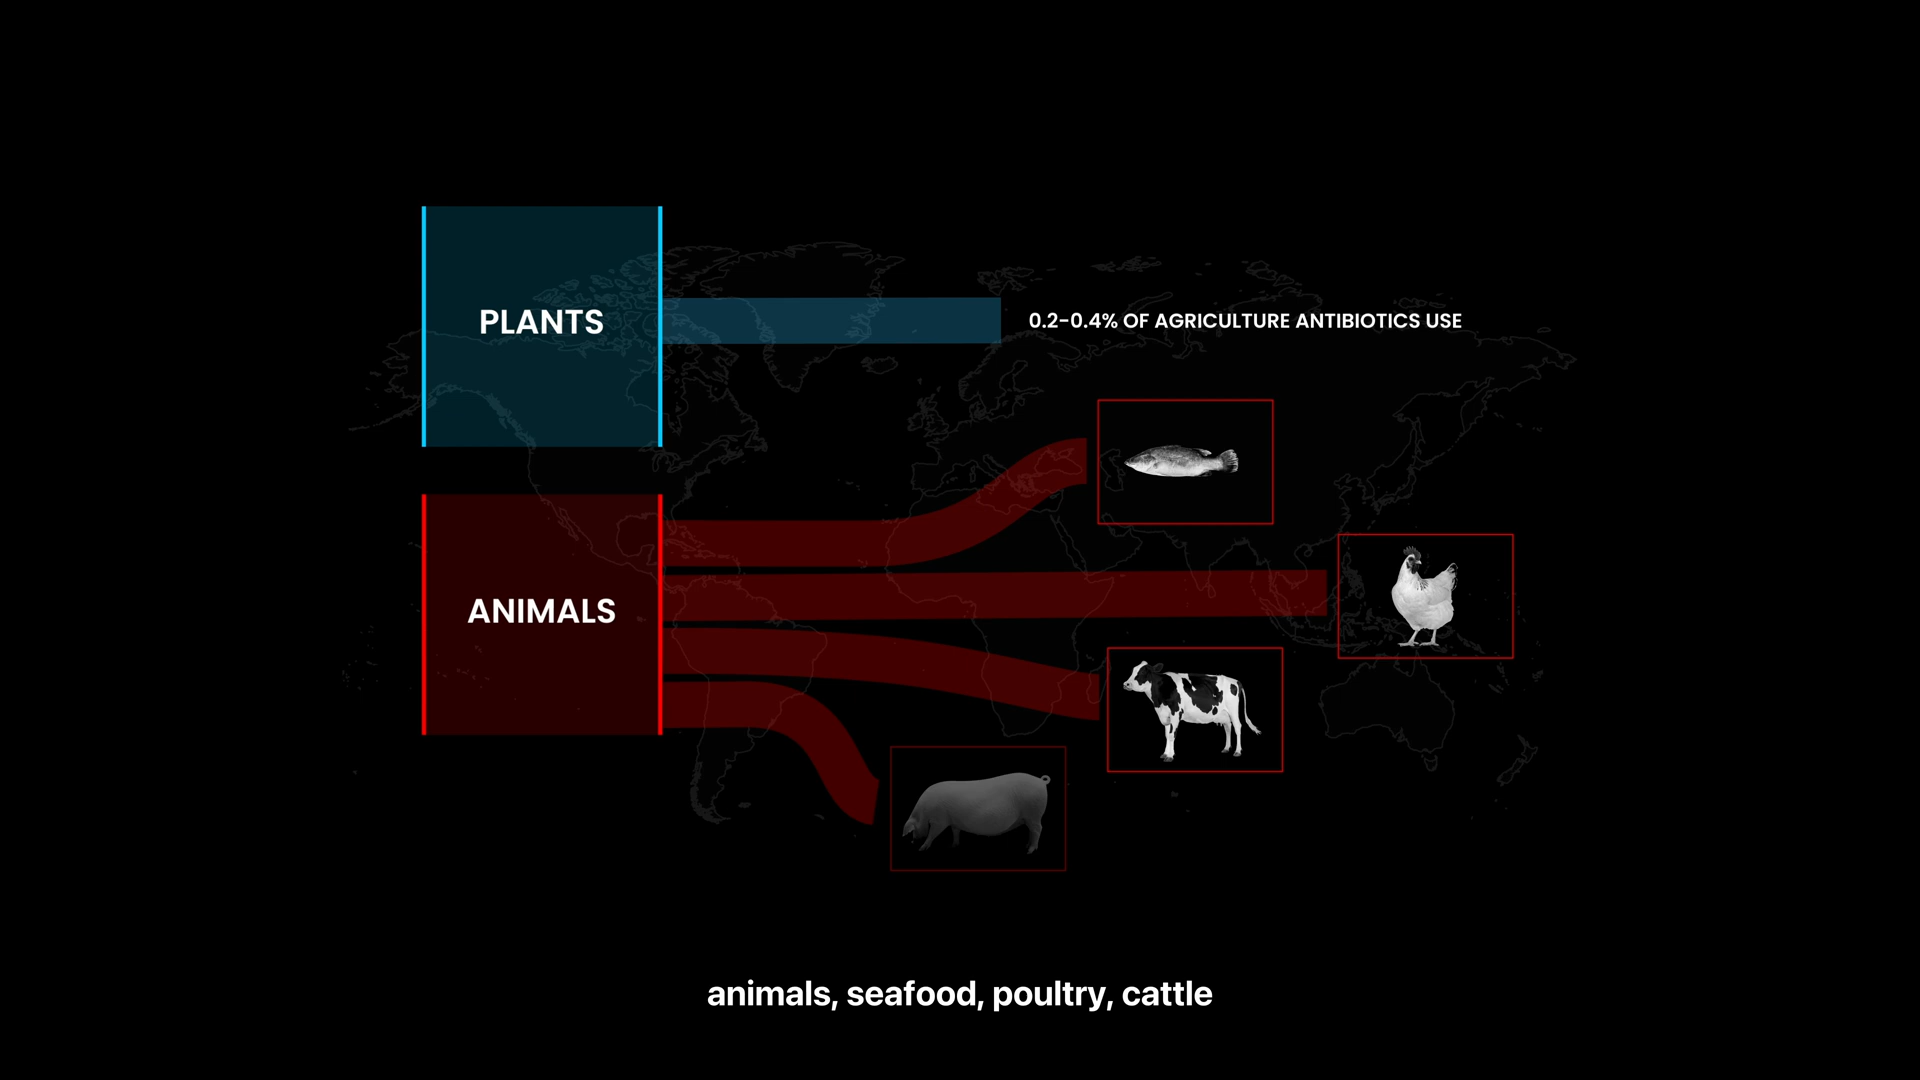 PLANTS
0.2-0.4% OF AGRICULTURE ANTIBIOTICS USE
ANIMALS
animals, seafood, poultry, cattle